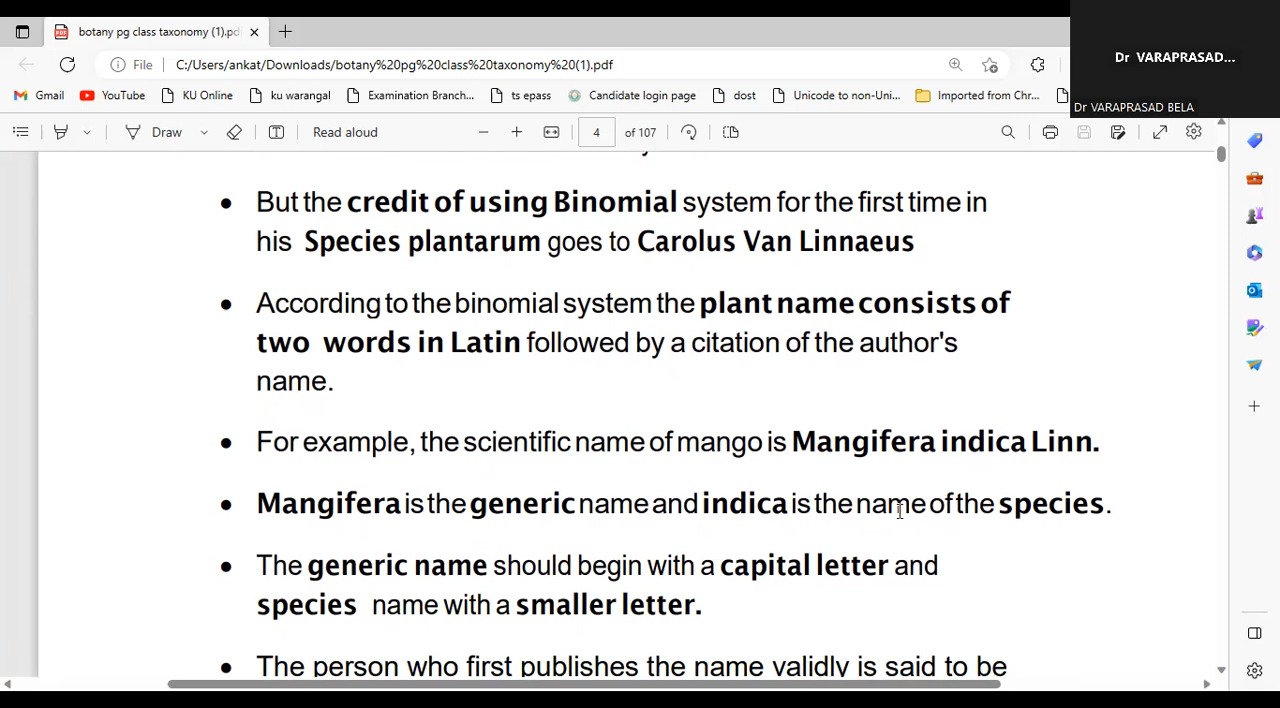 botany pg class taxonomy (1).pdf
File
C:/Users/ankat/Downloads/botany%20pg%20class%20taxonomy%20(1).pdf
Gmail YouTube KU Online ku warangal Examination Branch... ts epass Candidate login page dost Unicode to non-Uni... Imported from Chr...
Draw Read aloud 4 of 107
Dr VARAPRASAD...
Dr VARAPRASAD BELA
• But the credit of using Binomial system for the first time in
his Species plantarum goes to Carolus Van Linnaeus
• According to the binomial system the plant name consists of
two words in Latin followed by a citation of the author's
name.
• For example, the scientific name of mango is Mangifera indica Linn.
• Mangifera is the generic name and indica is the name of the species.
• The generic name should begin with a capital letter and
species name with a smaller letter.
• The person who first publishes the name validly is said to be